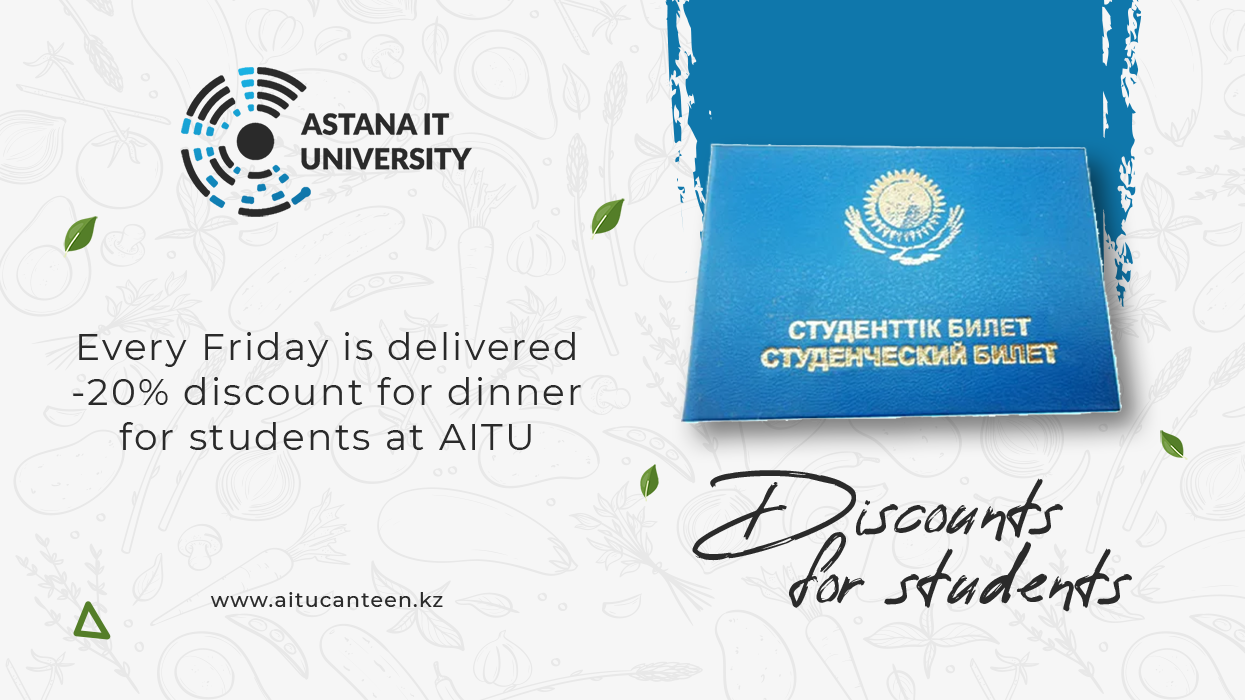 ASTANA IT
UNIVERSITY
Every Friday is delivered
-20% discount for dinner
for students at AITU
www.aitucanteen.kz
СТУДЕНТТІК БИЛЕТ
СТУДЕНЧЕСКИЙ БИЛЕТ
Discounts
for students